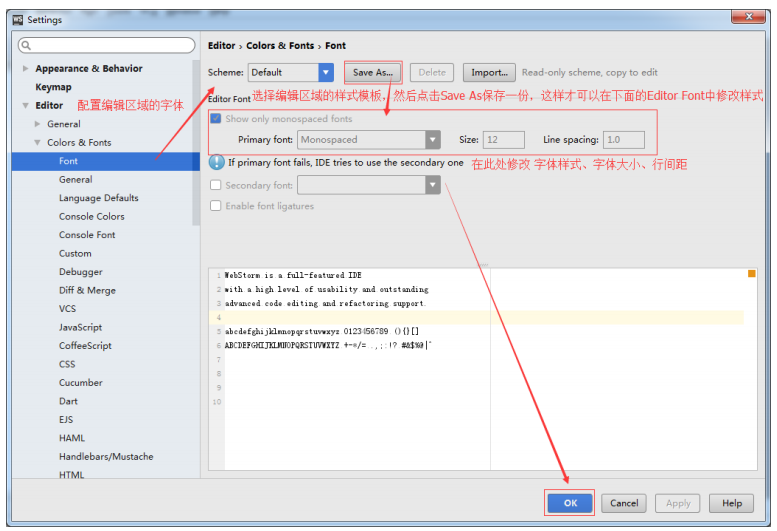 WS Settings
Appearance & Behavior
Keymap
Editor 配置编辑区域的字体
General
Colors & Fonts
Font
General
Language Defaults
Console Colors
Console Font
Custom
Debugger
Diff & Merge
VCS
JavaScript
CoffeeScript
CSS
Cucumber
Dart
EJS
HAML
Handlebars/Mustache
HTML
Editor › Colors & Fonts › Font
Scheme: Default Save As... Delete Import... Read-only scheme, copy to edit
Editor Font 选择编辑区域的样式模板，然后点击Save As保存一份，这样才可以在下面的Editor Font中修改样式
Show only monospaced fonts
Primary font: Monospaced Size: 12 Line spacing: 1.0
If primary font fails, IDE tries to use the secondary one 在此处修改 字体样式、字体大小、行间距
Secondary font:
Enable font ligatures
1 WebStorm is a full-featured IDE
2 with a high level of usability and outstanding
3 advanced code editing and refactoring support.
4
5 abcdefghijklmnopqrstuvwxyz 0123456789 (){}[]
6 ABCDEFGHIJKLMNOPQRSTUVWXYZ +-*/= .,;:!? #&$%@|^
7
8
9
10
OK Cancel Apply Help